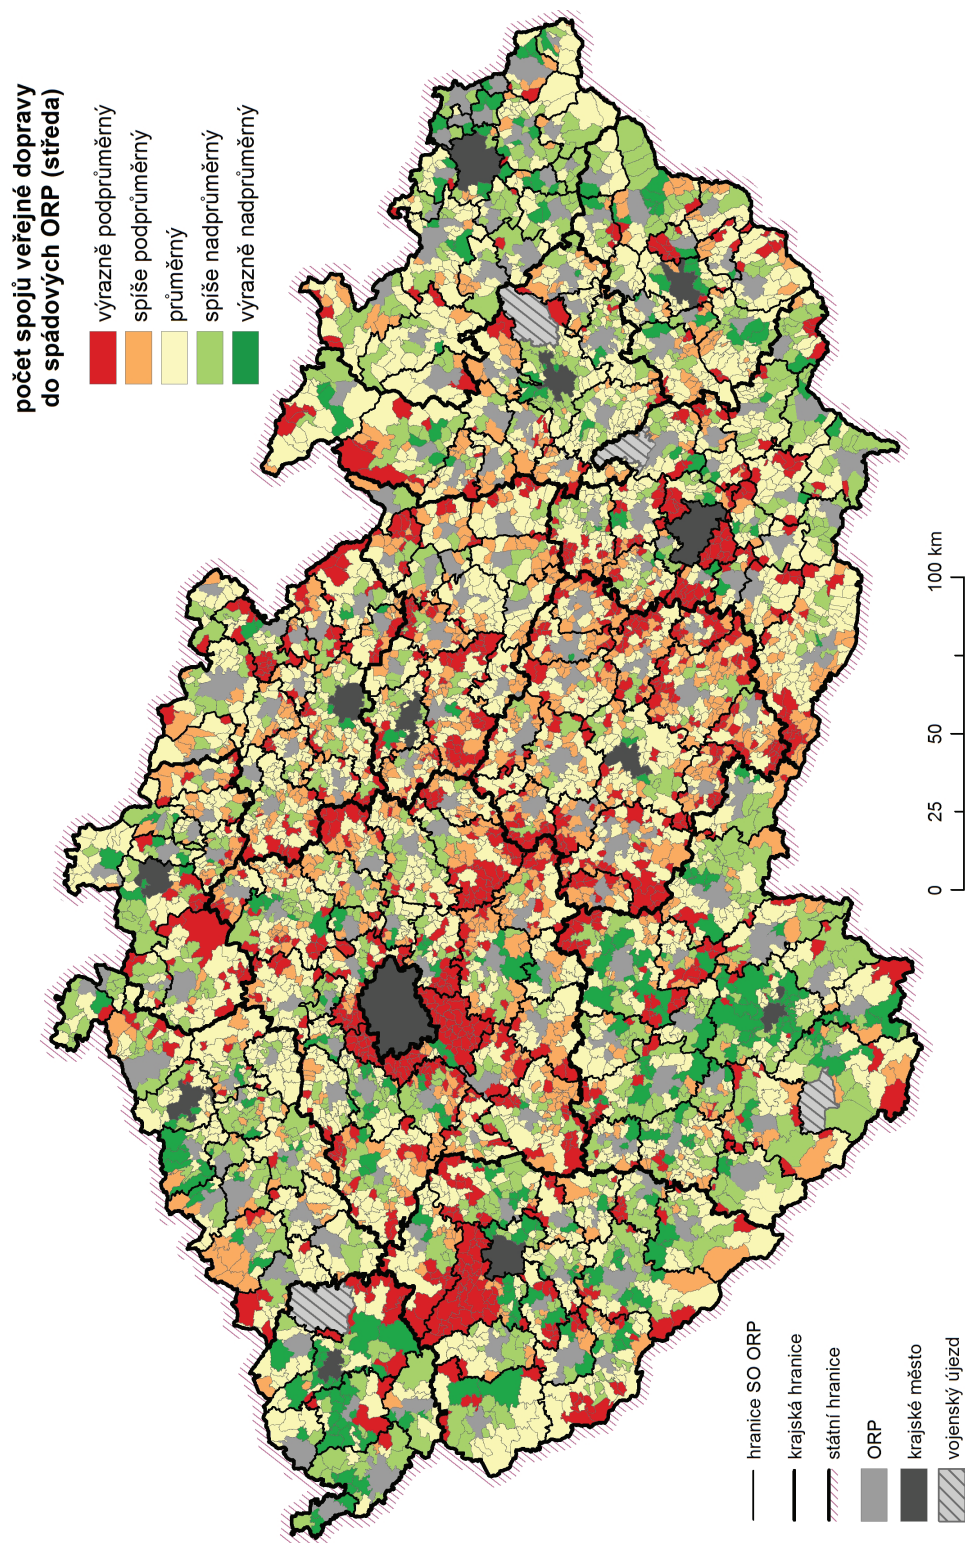 počet spojů veřejné dopravy
do spádových ORP (středa)
výrazně podprůměrný
spíše podprůměrný
průměrný
spíše nadprůměrný
výrazně nadprůměrný
hranice SO ORP
krajská hranice
státní hranice
ORP
krajské město
vojenský újezd
0 25 50 100 km